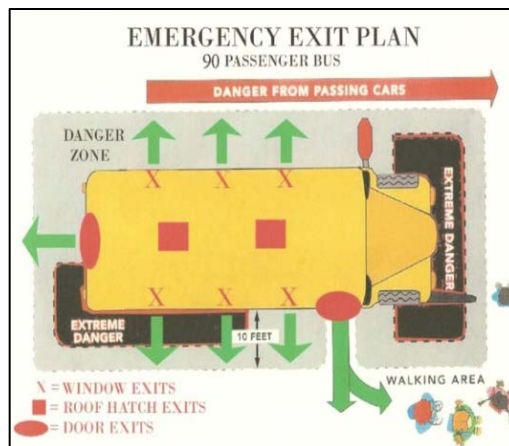 EMERGENCY EXIT PLAN
90 PASSENGER BUS
DANGER FROM PASSING CARS
DANGER
ZONE
X X X
EXTREME DANGER
X X X
EXTREME
DANGER
10 FEET
WALKING AREA
X = WINDOW EXITS
= ROOF HATCH EXITS
= DOOR EXITS